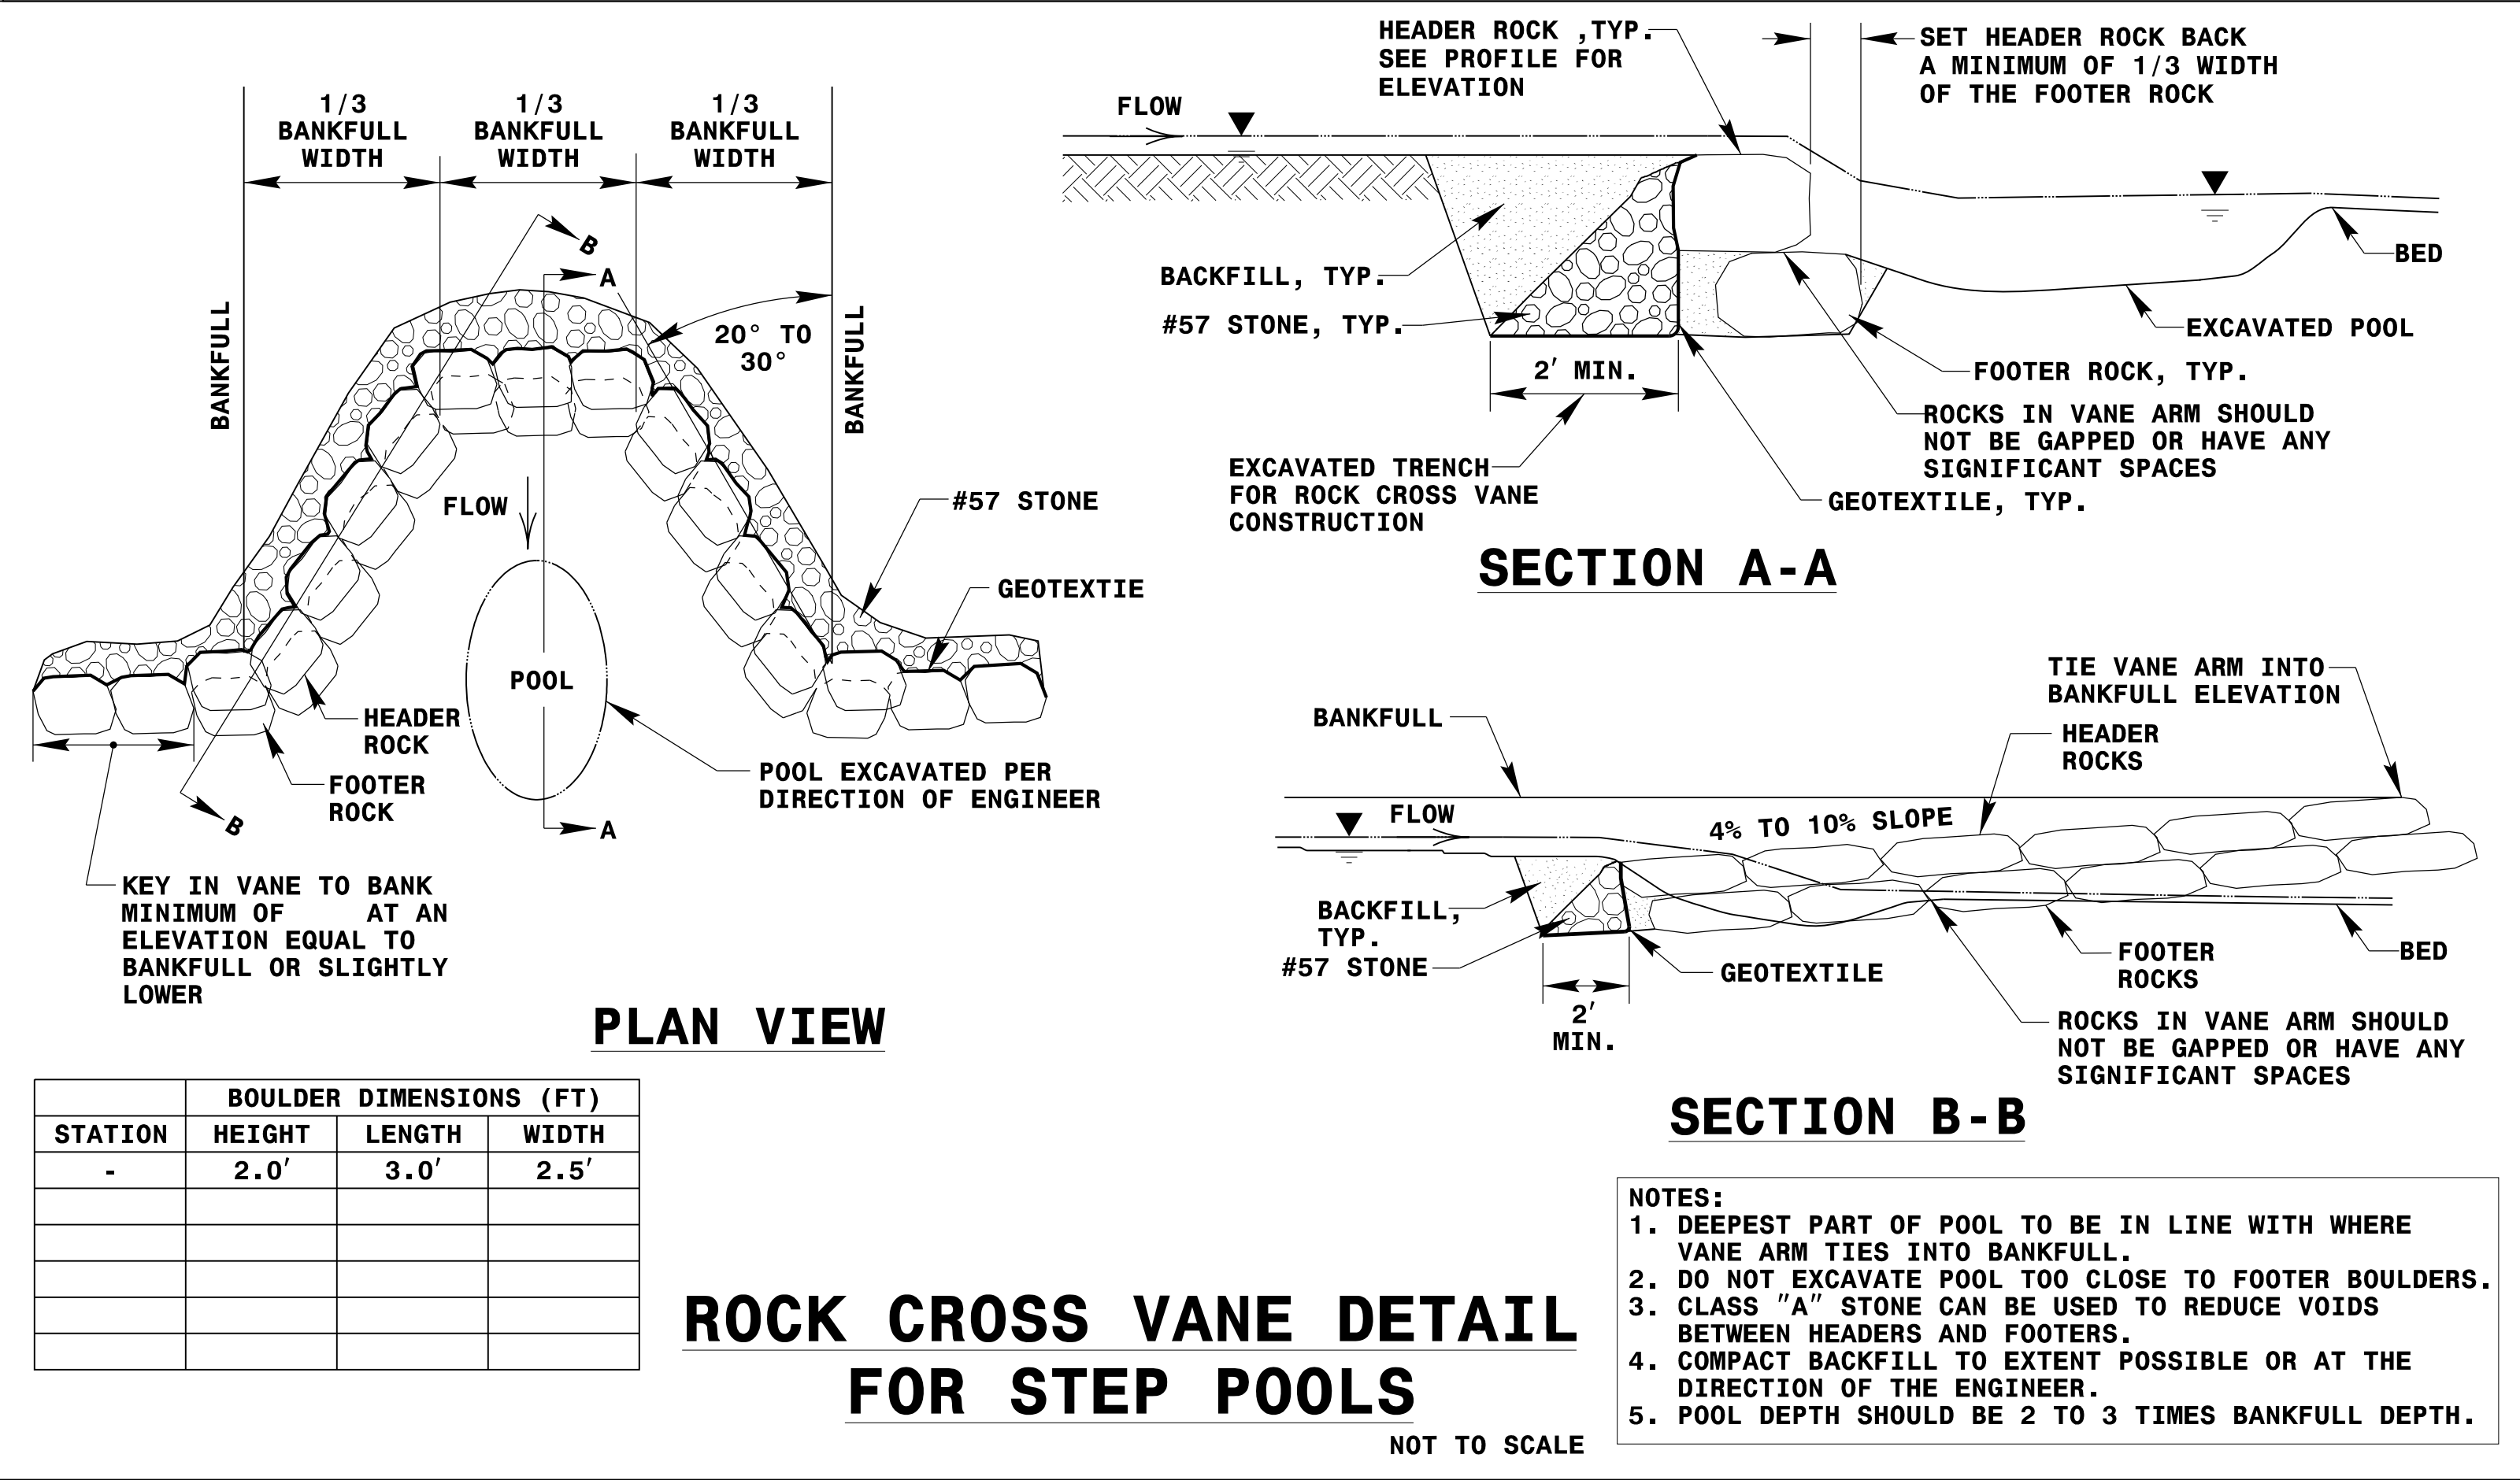 1/3
BANKFULL
WIDTH
1/3
BANKFULL
WIDTH
1/3
BANKFULL
WIDTH
B
A
20° TO
30°
BANKFULL
BANKFULL
FLOW
#57 STONE
GEOTEXTIE
POOL
HEADER
ROCK
FOOTER
ROCK
POOL EXCAVATED PER
DIRECTION OF ENGINEER
B
A
KEY IN VANE TO BANK
MINIMUM OF AT AN
ELEVATION EQUAL TO
BANKFULL OR SLIGHTLY
LOWER
PLAN VIEW
HEADER ROCK ,TYP.
SEE PROFILE FOR
ELEVATION
SET HEADER ROCK BACK
A MINIMUM OF 1/3 WIDTH
OF THE FOOTER ROCK
FLOW
BACKFILL, TYP.
#57 STONE, TYP.
2' MIN.
BED
EXCAVATED POOL
FOOTER ROCK, TYP.
ROCKS IN VANE ARM SHOULD
NOT BE GAPPED OR HAVE ANY
SIGNIFICANT SPACES
GEOTEXTILE, TYP.
EXCAVATED TRENCH
FOR ROCK CROSS VANE
CONSTRUCTION
SECTION A-A
TIE VANE ARM INTO
BANKFULL ELEVATION
BANKFULL
HEADER
ROCKS
FLOW
4% TO 10% SLOPE
BACKFILL,
TYP.
#57 STONE
GEOTEXTILE
2'
MIN.
FOOTER
ROCKS
BED
ROCKS IN VANE ARM SHOULD
NOT BE GAPPED OR HAVE ANY
SIGNIFICANT SPACES
SECTION B-B
BOULDER DIMENSIONS (FT)
STATION HEIGHT LENGTH WIDTH
- 2.0' 3.0' 2.5'
ROCK CROSS VANE DETAIL
FOR STEP POOLS
NOT TO SCALE
NOTES:
1. DEEPEST PART OF POOL TO BE IN LINE WITH WHERE
VANE ARM TIES INTO BANKFULL.
2. DO NOT EXCAVATE POOL TOO CLOSE TO FOOTER BOULDERS.
3. CLASS "A" STONE CAN BE USED TO REDUCE VOIDS
BETWEEN HEADERS AND FOOTERS.
4. COMPACT BACKFILL TO EXTENT POSSIBLE OR AT THE
DIRECTION OF THE ENGINEER.
5. POOL DEPTH SHOULD BE 2 TO 3 TIMES BANKFULL DEPTH.